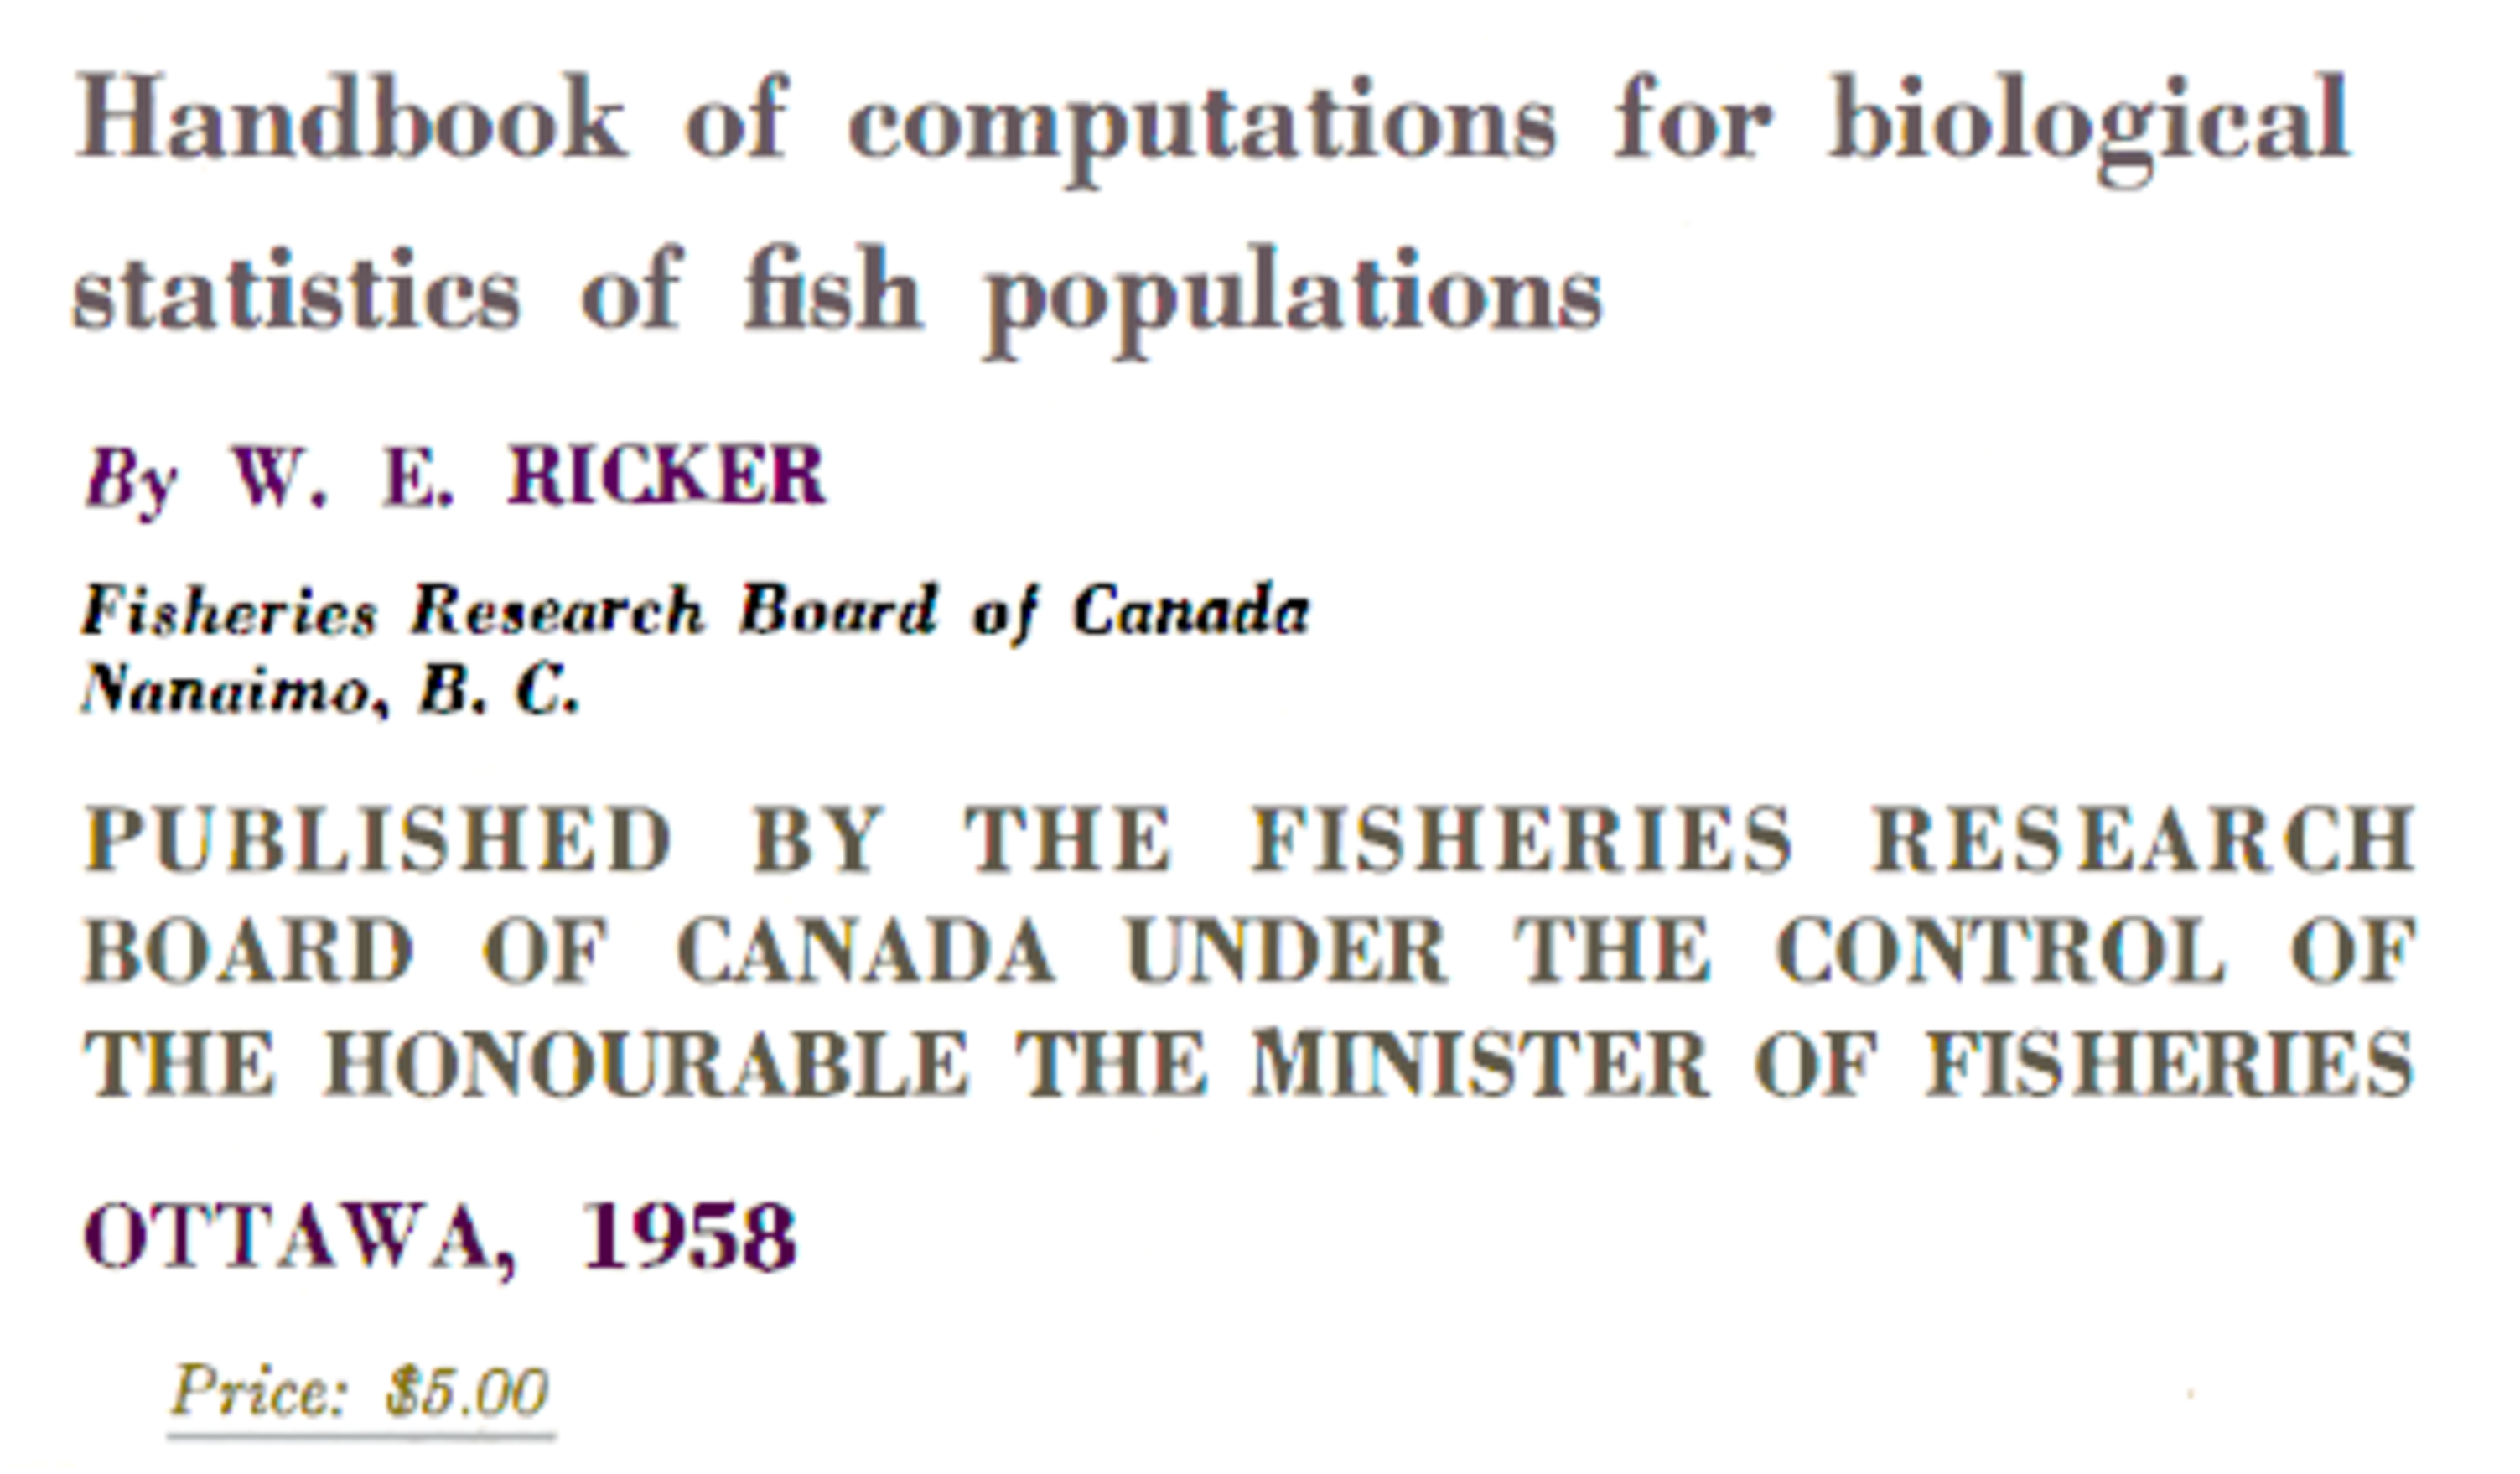 Handbook of computations for biological
statistics of fish populations
By W. E. RICKER
Fisheries Research Board of Canada
Nanaimo, B. C.
PUBLISHED BY THE FISHERIES RESEARCH
BOARD OF CANADA UNDER THE CONTROL OF
THE HONOURABLE THE MINISTER OF FISHERIES
OTTAWA, 1958
Price: $5.00